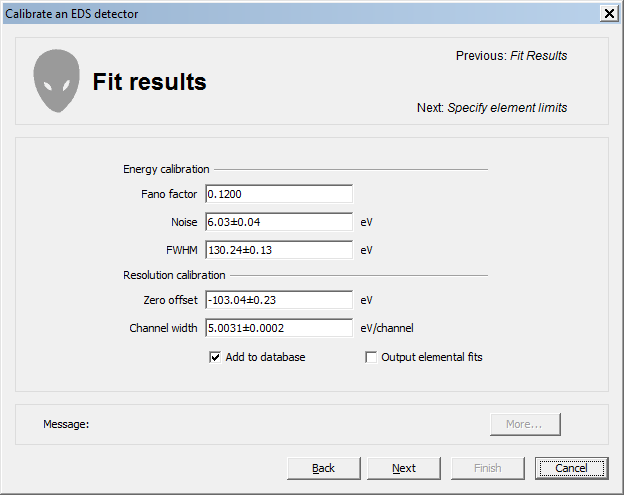 Calibrate an EDS detector
Previous: Fit Results
Fit results
Next: Specify element limits
Energy calibration
Fano factor 0.1200
Noise 6.03±0.04 eV
FWHM 130.24±0.13 eV
Resolution calibration
Zero offset -103.04±0.23 eV
Channel width 5.0031±0.0002 eV/channel
Add to database Output elemental fits
Message: More...
Back Next Finish Cancel